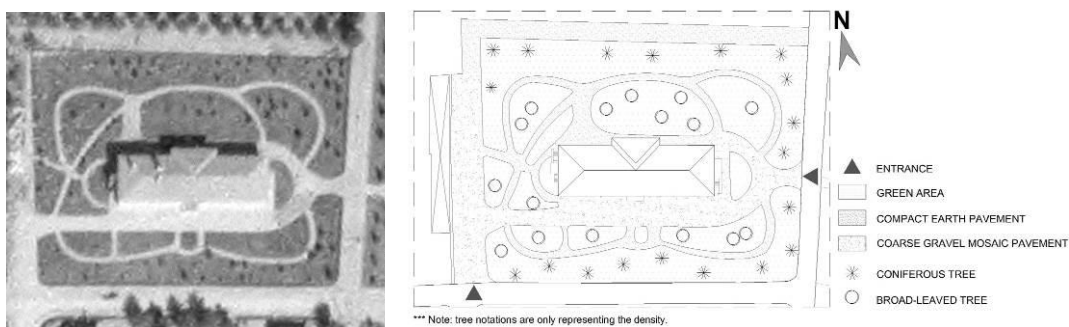 N
ENTRANCE
GREEN AREA
COMPACT EARTH PAVEMENT
COARSE GRAVEL MOSAIC PAVEMENT
CONIFEROUS TREE
BROAD-LEAVED TREE
*** Note: tree notations are only representing the density.